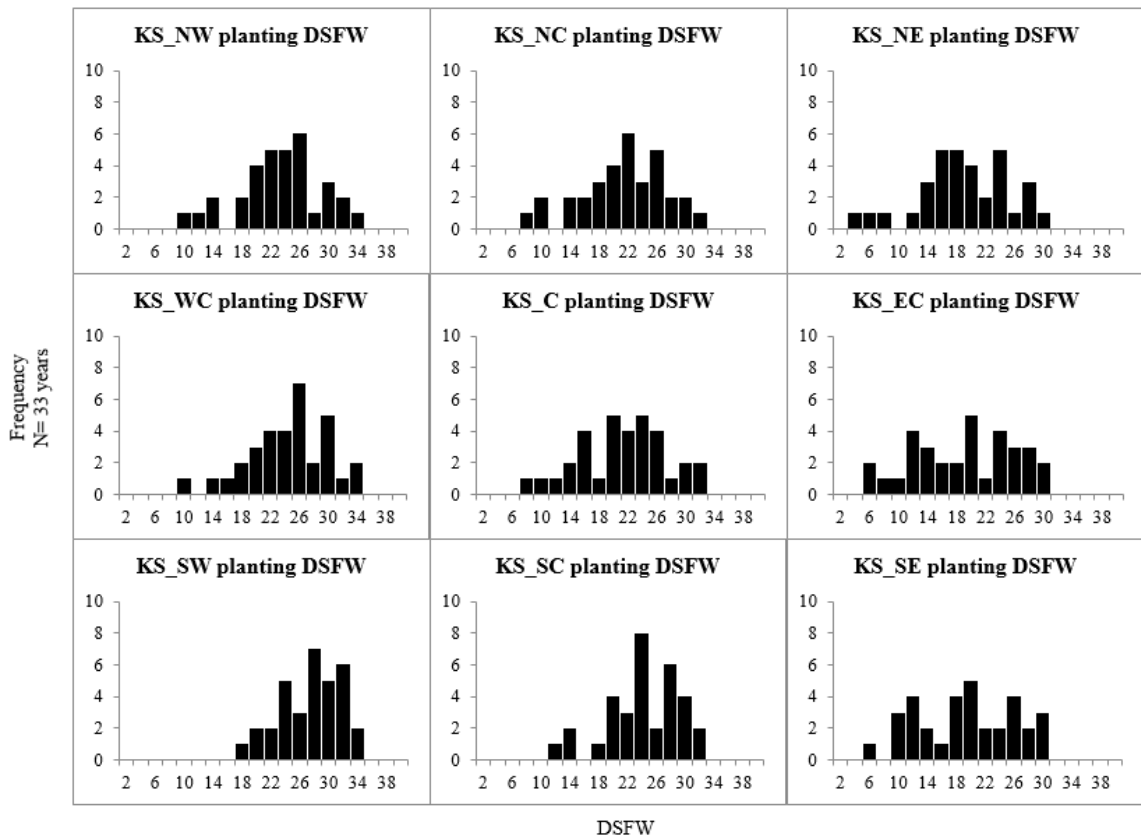 KS_NW planting DSFW
10
8
6
4
2
0
2 6 10 14 18 22 26 30 34 38
KS_NC planting DSFW
10
8
6
4
2
0
2 6 10 14 18 22 26 30 34 38
KS_NE planting DSFW
10
8
6
4
2
0
2 6 10 14 18 22 26 30 34 38
Frequency
N= 33 years
KS_WC planting DSFW
10
8
6
4
2
0
2 6 10 14 18 22 26 30 34 38
KS_C planting DSFW
10
8
6
4
2
0
2 6 10 14 18 22 26 30 34 38
KS_EC planting DSFW
10
8
6
4
2
0
2 6 10 14 18 22 26 30 34 38
KS_SW planting DSFW
10
8
6
4
2
0
2 6 10 14 18 22 26 30 34 38
KS_SC planting DSFW
10
8
6
4
2
0
2 6 10 14 18 22 26 30 34 38
KS_SE planting DSFW
10
8
6
4
2
0
2 6 10 14 18 22 26 30 34 38
DSFW